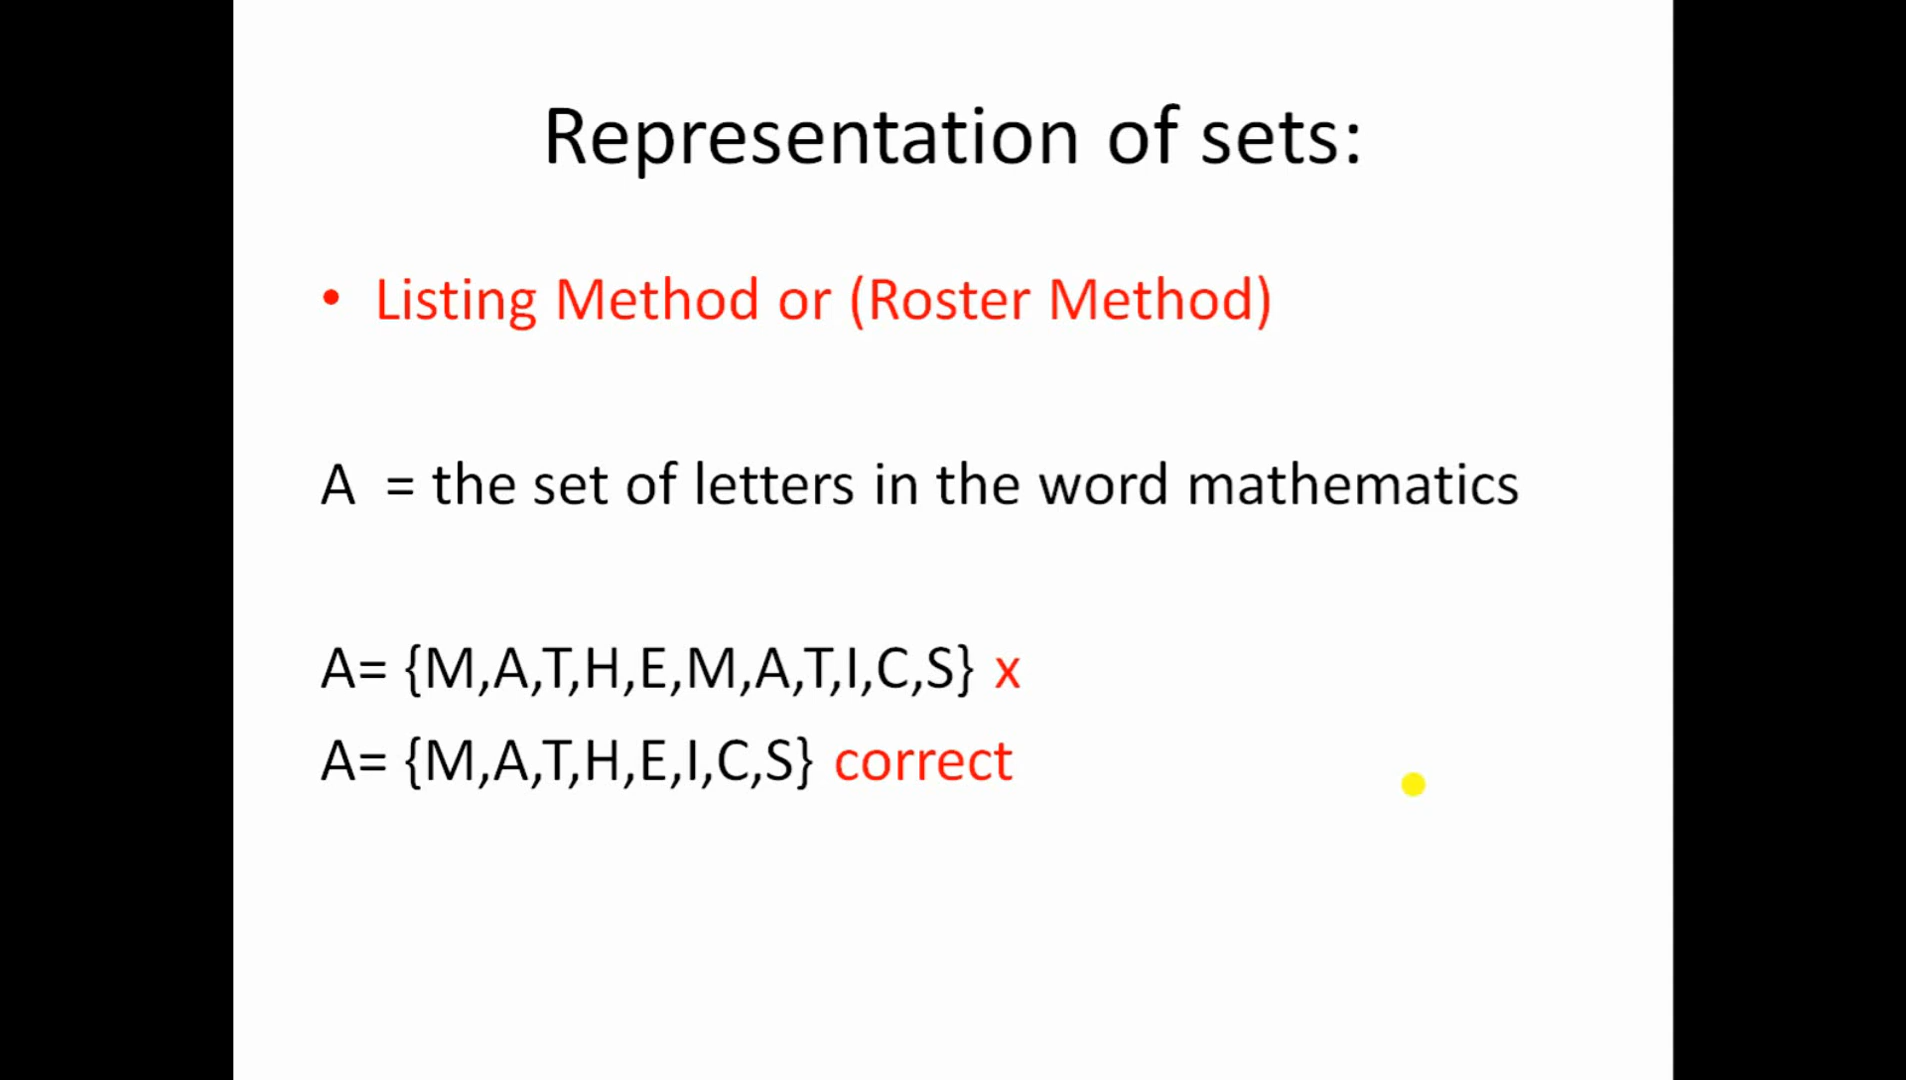 Representation of sets:
• Listing Method or (Roster Method)
A = the set of letters in the word mathematics
A= {M,A,T,H,E,M,A,T,I,C,S} x
A= {M,A,T,H,E,I,C,S} correct